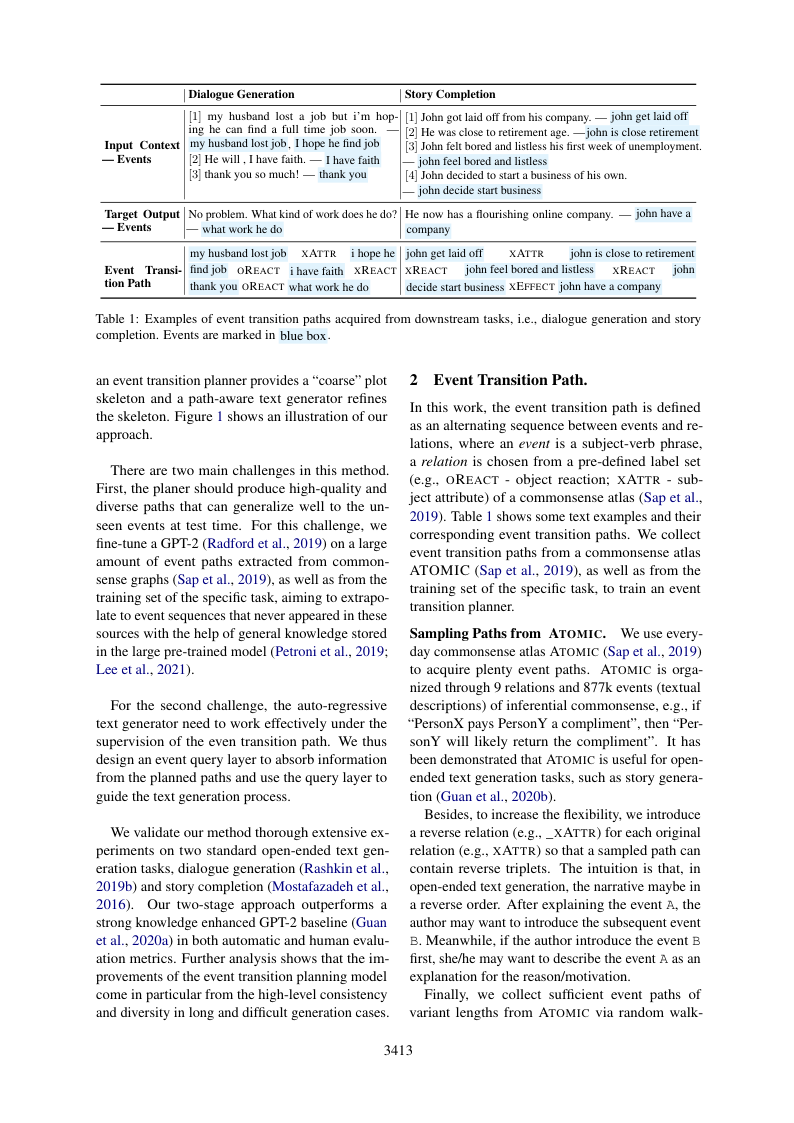 Dialogue Generation Story Completion
Input Context — Events
[1] my husband lost a job but i'm hop-
ing he can find a full time job soon. —
my husband lost job, I hope he find job
[2] He will , I have faith. — I have faith
[3] thank you so much! — thank you
[1] John got laid off from his company. — john get laid off
[2] He was close to retirement age. —john is close retirement
[3] John felt bored and listless his first week of unemployment.
— john feel bored and listless
[4] John decided to start a business of his own.
— john decide start business
Target Output — Events
No problem. What kind of work does he do?
— what work he do
He now has a flourishing online company. — john have a
company
Event Transi-
tion Path
my husband lost job XATTR i hope he
find job OREACT i have faith XREACT
thank you OREACT what work he do
john get laid off XATTR john is close to retirement
XREACT john feel bored and listless XREACT john
decide start business XEFFECT john have a company
Table 1: Examples of event transition paths acquired from downstream tasks, i.e., dialogue generation and story
completion. Events are marked in blue box.
an event transition planner provides a “coarse” plot
skeleton and a path-aware text generator refines
the skeleton. Figure 1 shows an illustration of our
approach.
There are two main challenges in this method.
First, the planer should produce high-quality and
diverse paths that can generalize well to the un-
seen events at test time. For this challenge, we
fine-tune a GPT-2 (Radford et al., 2019) on a large
amount of event paths extracted from common-
sense graphs (Sap et al., 2019), as well as from the
training set of the specific task, aiming to extrapo-
late to event sequences that never appeared in these
sources with the help of general knowledge stored
in the large pre-trained model (Petroni et al., 2019;
Lee et al., 2021).
For the second challenge, the auto-regressive
text generator need to work effectively under the
supervision of the even transition path. We thus
design an event query layer to absorb information
from the planned paths and use the query layer to
guide the text generation process.
We validate our method thorough extensive ex-
periments on two standard open-ended text gen-
eration tasks, dialogue generation (Rashkin et al.,
2019b) and story completion (Mostafazadeh et al.,
2016). Our two-stage approach outperforms a
strong knowledge enhanced GPT-2 baseline (Guan
et al., 2020a) in both automatic and human evalu-
ation metrics. Further analysis shows that the im-
provements of the event transition planning model
come in particular from the high-level consistency
and diversity in long and difficult generation cases.
2 Event Transition Path.
In this work, the event transition path is defined
as an alternating sequence between events and re-
lations, where an event is a subject-verb phrase,
a relation is chosen from a pre-defined label set
(e.g., OREACT - object reaction; XATTR - sub-
ject attribute) of a commonsense atlas (Sap et al.,
2019). Table 1 shows some text examples and their
corresponding event transition paths. We collect
event transition paths from a commonsense atlas
ATOMIC (Sap et al., 2019), as well as from the
training set of the specific task, to train an event
transition planner.
Sampling Paths from ATOMIC. We use every-
day commonsense atlas ATOMIC (Sap et al., 2019)
to acquire plenty event paths. ATOMIC is orga-
nized through 9 relations and 877k events (textual
descriptions) of inferential commonsense, e.g., if
“PersonX pays PersonY a compliment”, then “Per-
sonY will likely return the compliment”. It has
been demonstrated that ATOMIC is useful for open-
ended text generation tasks, such as story genera-
tion (Guan et al., 2020b).
Besides, to increase the flexibility, we introduce
a reverse relation (e.g., _XATTR) for each original
relation (e.g., XATTR) so that a sampled path can
contain reverse triplets. The intuition is that, in
open-ended text generation, the narrative maybe in
a reverse order. After explaining the event A, the
author may want to introduce the subsequent event
B. Meanwhile, if the author introduce the event B
first, she/he may want to describe the event A as an
explanation for the reason/motivation.
Finally, we collect sufficient event paths of
variant lengths from ATOMIC via random walk-
3413